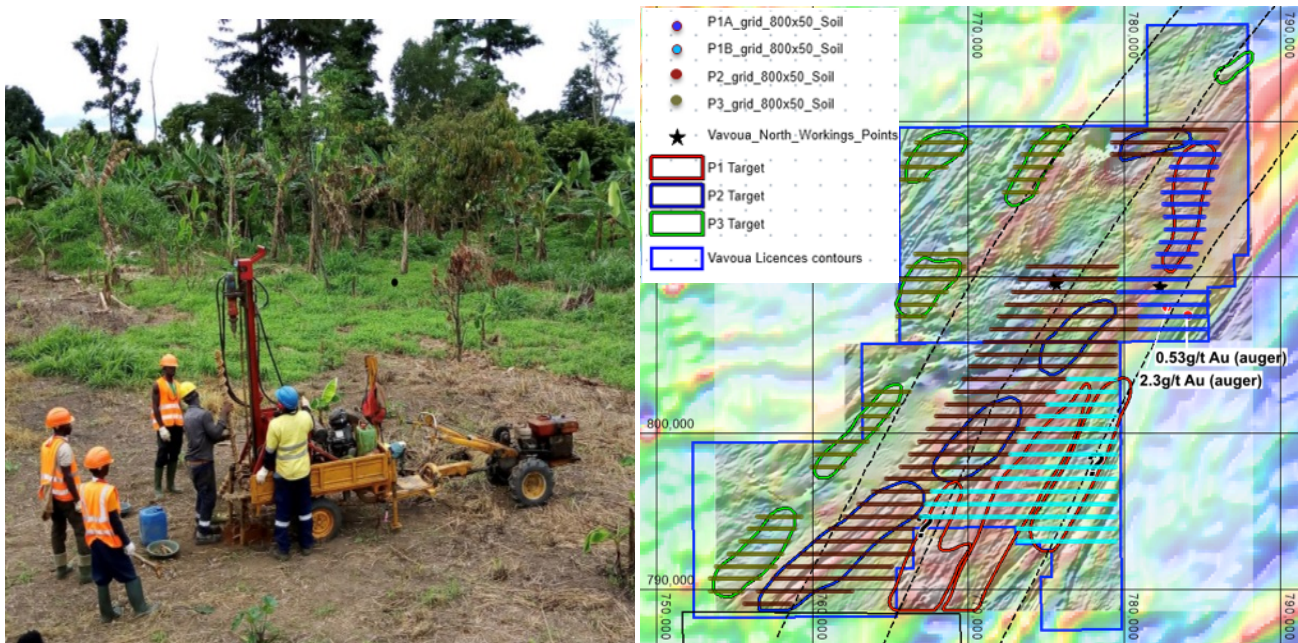 P1A_grid_800x50_Soil
P1B_grid_800x50_Soil
P2_grid_800x50_Soil
P3_grid_800x50_Soil
Vavoua_North_Workings_Points
P1 Target
P2 Target
P3 Target
Vavoua Licences contours
770,000
780,000
790,000
0.53g/t Au (auger)
2.3g/t Au (auger)
800,000
790,000
750,000
760,000
770,000
780,000
790,000